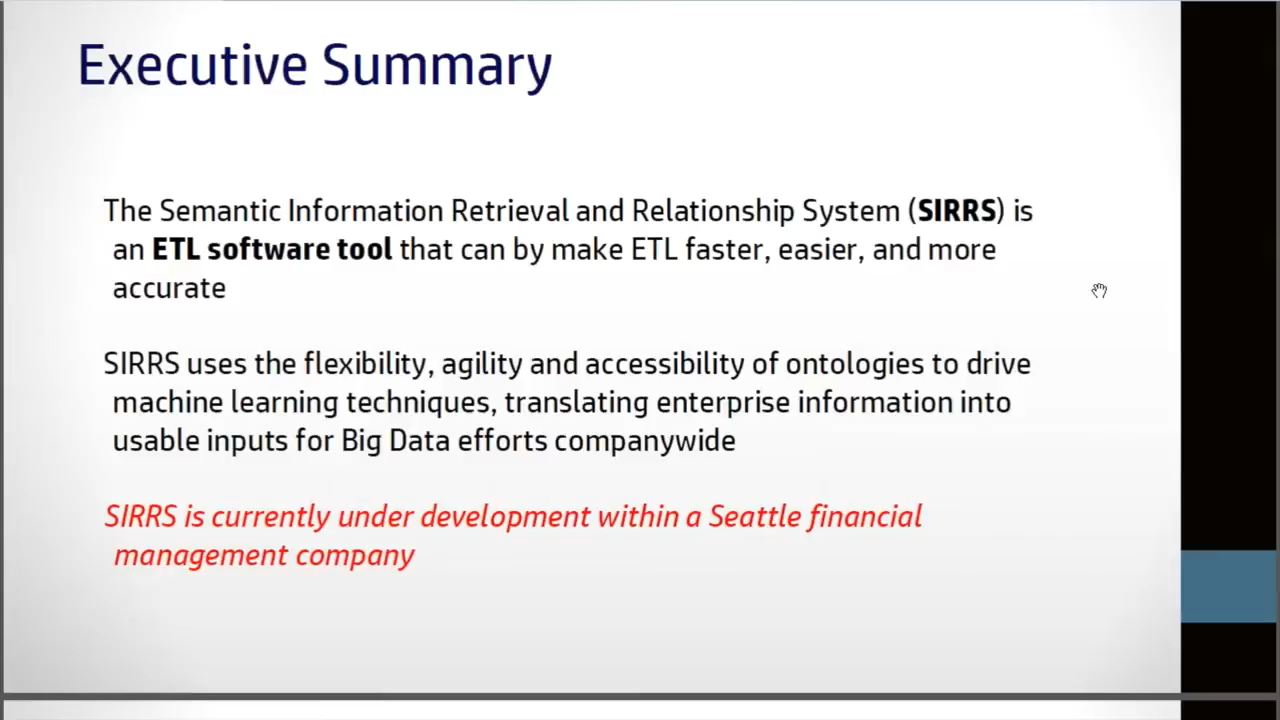 Executive Summary
The Semantic Information Retrieval and Relationship System (SIRRS) is
an ETL software tool that can by make ETL faster, easier, and more
accurate
SIRRS uses the flexibility, agility and accessibility of ontologies to drive
machine learning techniques, translating enterprise information into
usable inputs for Big Data efforts companywide
SIRRS is currently under development within a Seattle financial
management company